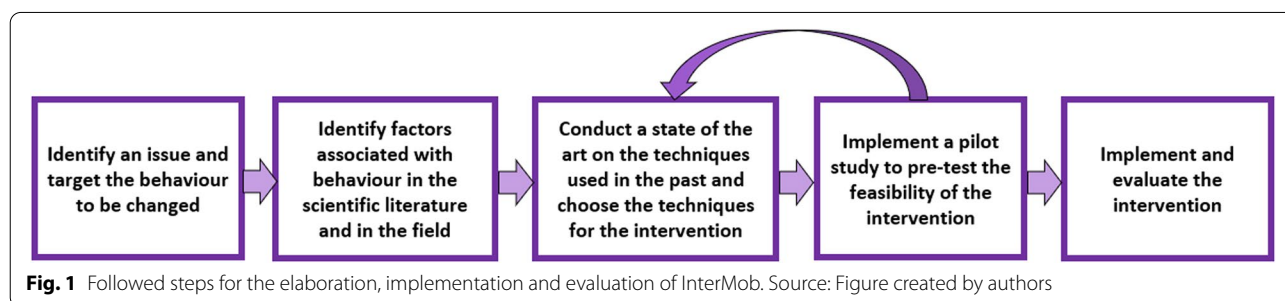 Identify an issue and
target the behaviour
to be changed
Identify factors
associated with
behaviour in the
scientific literature
and in the field
Conduct a state of the
art on the techniques
used in the past and
choose the techniques
for the intervention
Implement a pilot
study to pre-test the
feasibility of the
intervention
Implement and
evaluate the
intervention
Fig. 1 Followed steps for the elaboration, implementation and evaluation of InterMob. Source: Figure created by authors